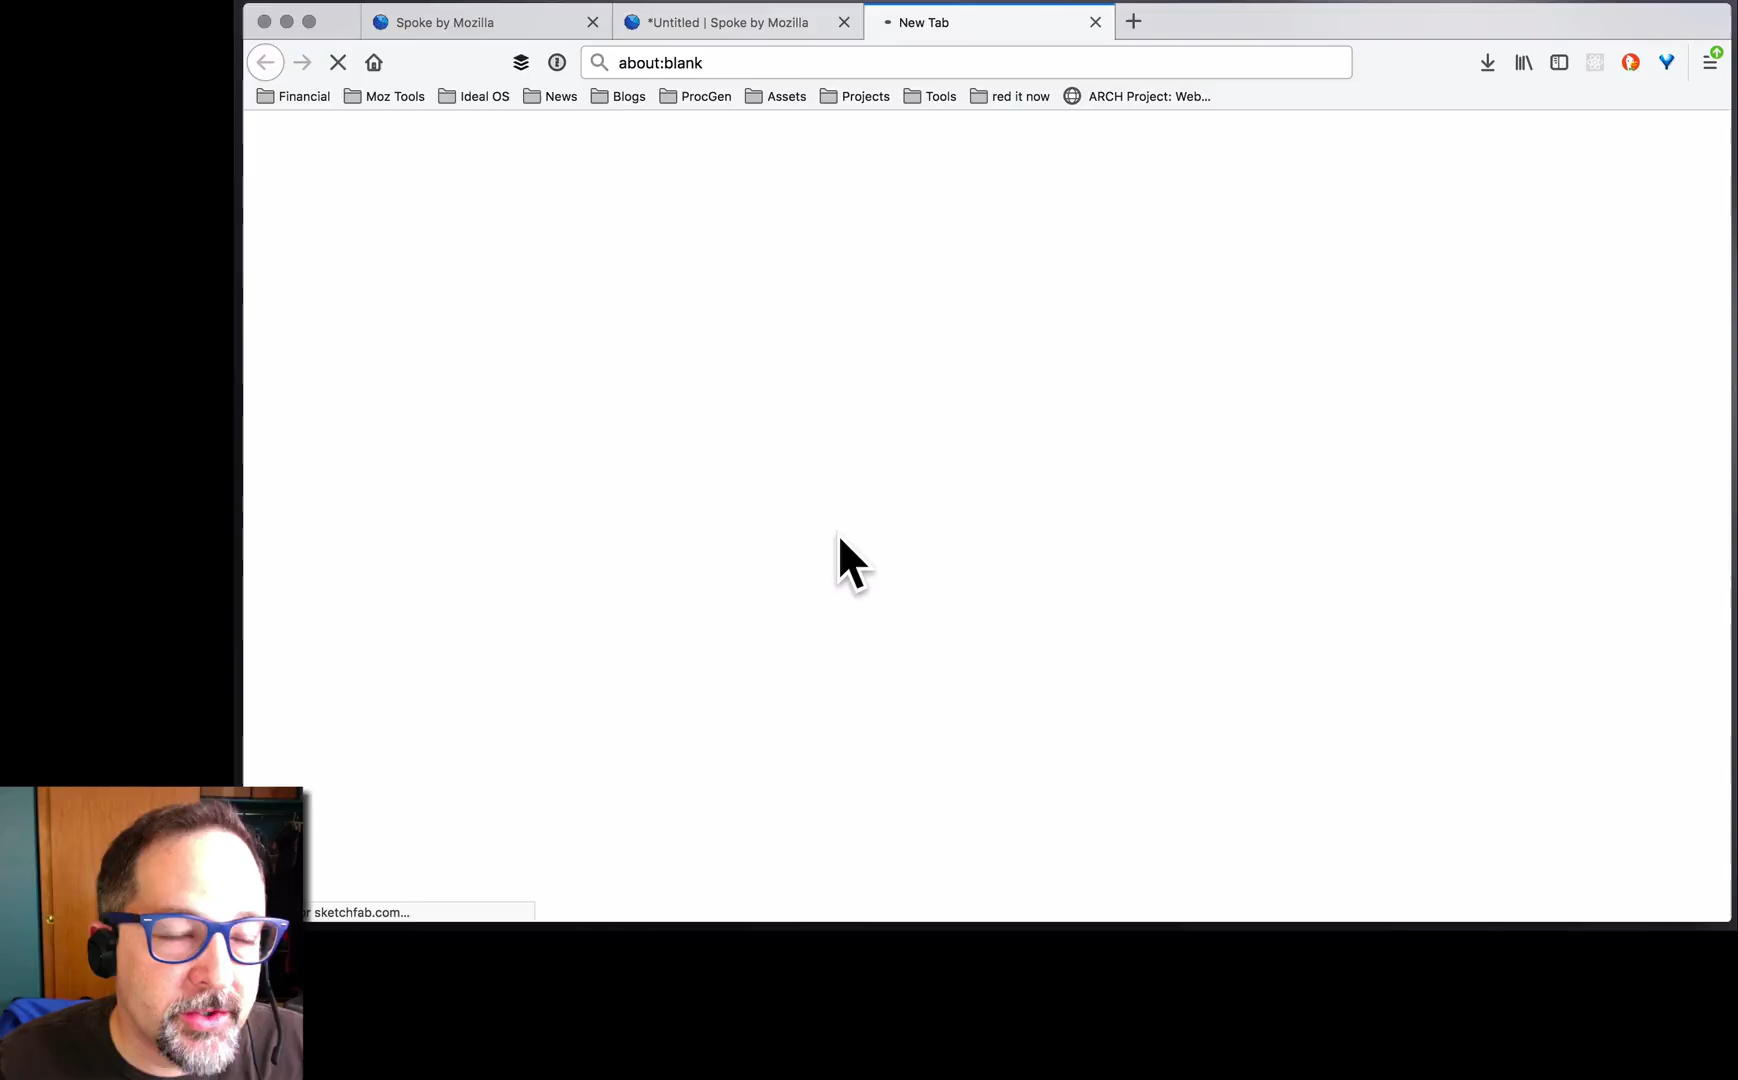 Spoke by Mozilla
*Untitled | Spoke by Mozilla
New Tab
about:blank
Financial Moz Tools Ideal OS News Blogs ProcGen Assets Projects Tools red it now ARCH Project: Web...
or sketchfab.com...